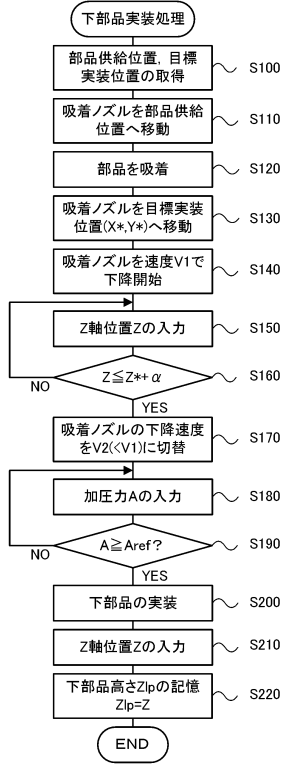 下部品実装処理
部品供給位置，目標
実装位置の取得
S100
吸着ノズルを部品供給
位置へ移動
S110
部品を吸着
S120
吸着ノズルを目標実装
位置(X*,Y*)へ移動
S130
吸着ノズルを速度V1で
下降開始
S140
Z軸位置Zの入力
S150
Z≦Z*+α
S160
NO
YES
吸着ノズルの下降速度
をV2(<V1)に切替
S170
加圧力Aの入力
S180
A≧Aref?
S190
NO
YES
下部品の実装
S200
Z軸位置Zの入力
S210
下部品高さZlpの記憶
Zlp=Z
S220
END